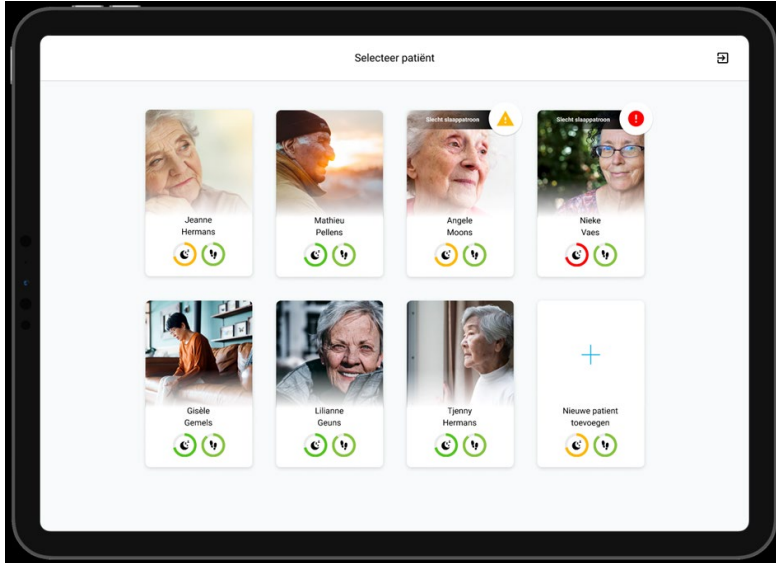 Selecteer patiënt
Slecht slaappatroon
Slecht slaappatroon
Jeanne
Hermans
Mathieu
Pellens
Angele
Moons
Nieke
Vaes
Gisèle
Gemels
Lilianne
Geuns
Tjenny
Hermans
Nieuwe patient
toevoegen